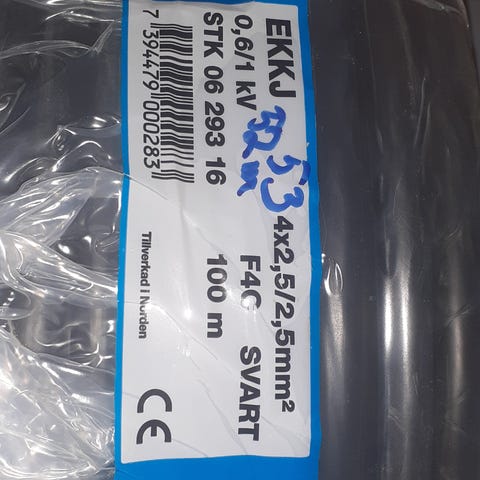 EKKJ 4x2,5/2,5mm²
0,6/1 kV F4C SVART
STK 06 293 16 100 m
7 394479 000283
Tillverkad i Norden
CE
53